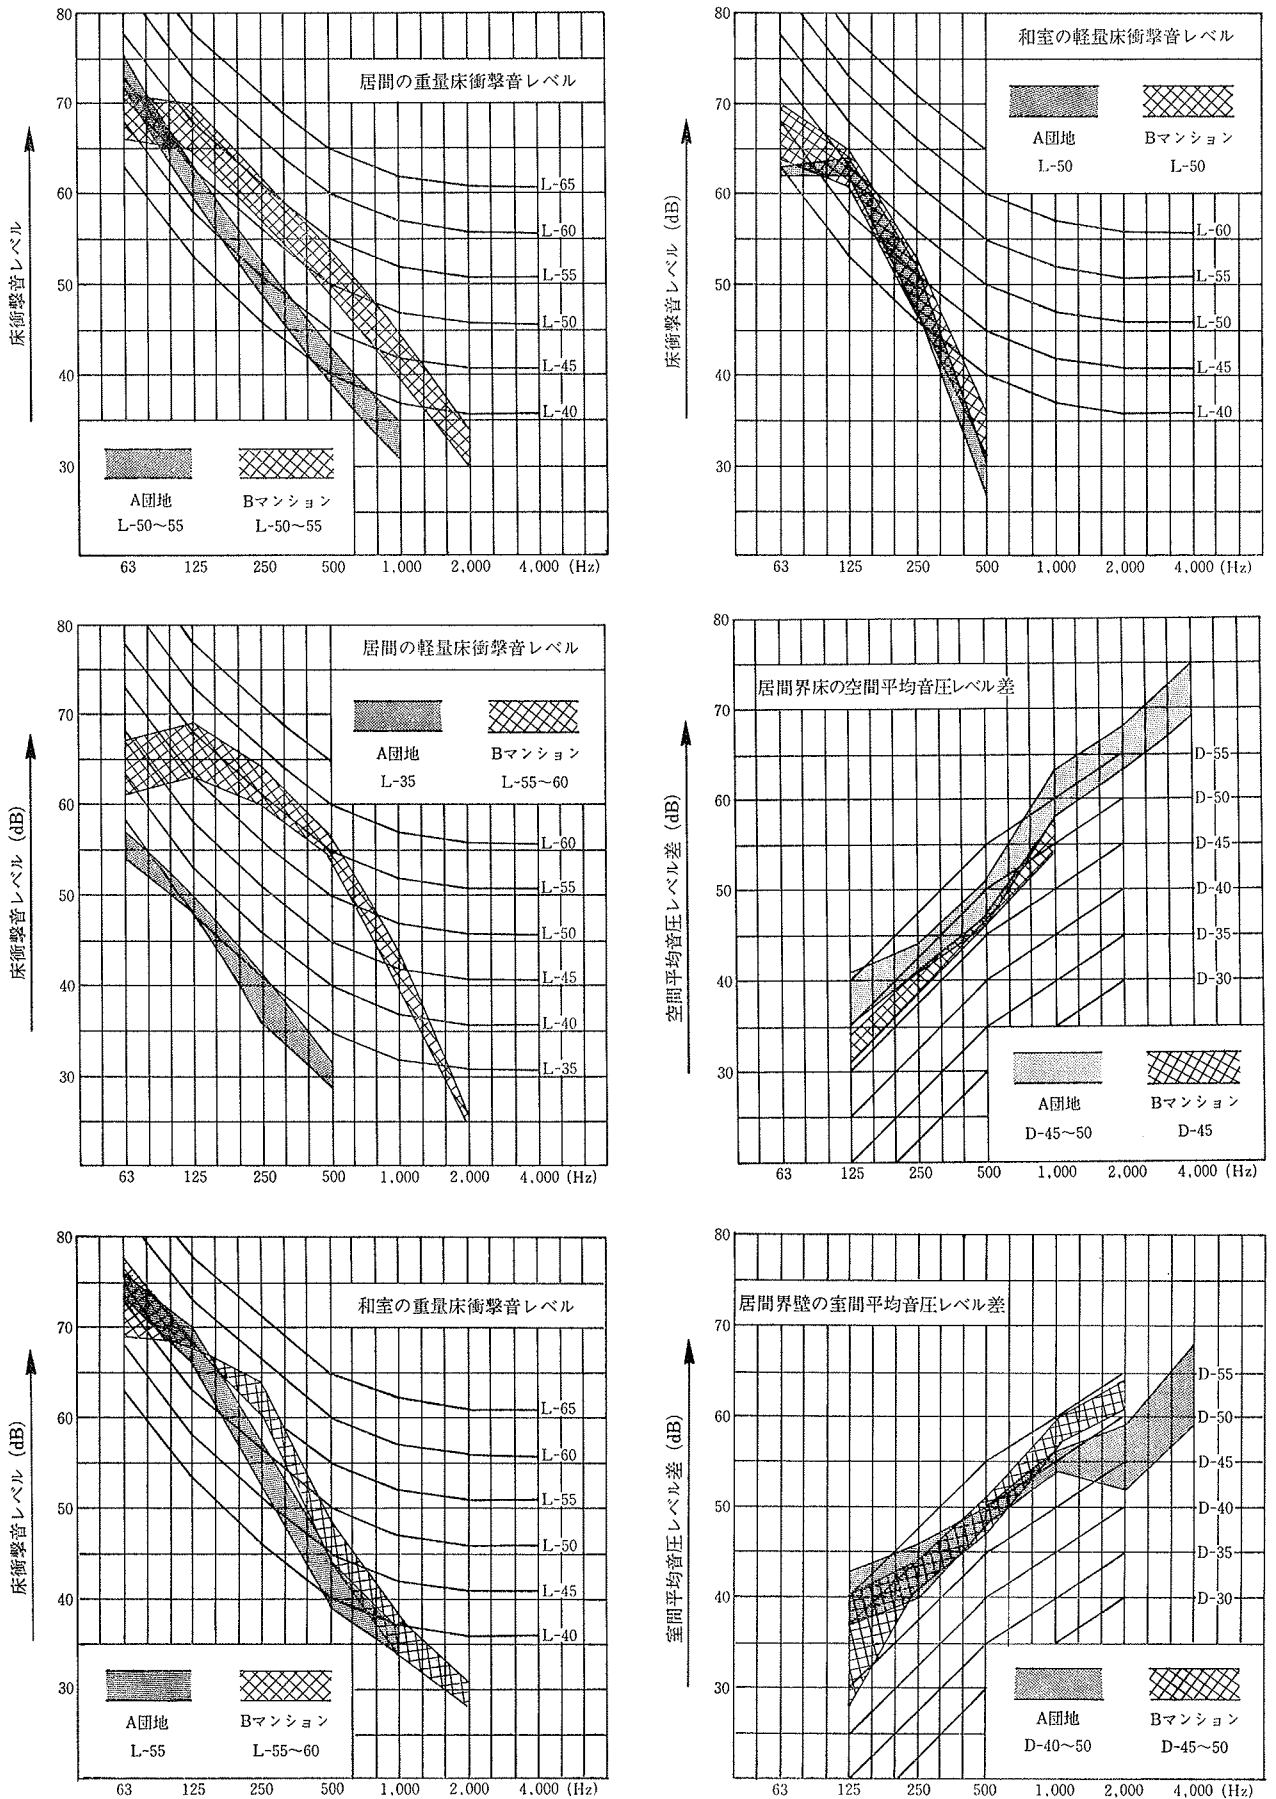 居間の重量床衝撃音レベル
床衝撃音レベル
80
70
60
50
40
30
L-65
L-60
L-55
L-50
L-45
L-40
A団地
Bマンション
L-50～55
L-50～55
63 125 250 500 1,000 2,000 4,000 (Hz)
和室の軽量床衝撃音レベル
床衝撃音レベル (dB)
80
70
60
50
40
30
A団地
Bマンション
L-50
L-50
L-60
L-55
L-50
L-45
L-40
63 125 250 500 1,000 2,000 4,000 (Hz)
居間の軽量床衝撃音レベル
床衝撃音レベル (dB)
80
70
60
50
40
30
A団地
Bマンション
L-35
L-55～60
L-60
L-55
L-50
L-45
L-40
L-35
63 125 250 500 1,000 2,000 4,000 (Hz)
居間界床の空間平均音圧レベル差
空間平均音圧レベル差 (dB)
80
70
60
50
40
30
D-55
D-50
D-45
D-40
D-35
D-30
A団地
Bマンション
D-45～50
D-45
63 125 250 500 1,000 2,000 4,000 (Hz)
和室の重量床衝撃音レベル
床衝撃音レベル (dB)
80
70
60
50
40
30
L-65
L-60
L-55
L-50
L-45
L-40
A団地
Bマンション
L-55
L-55～60
63 125 250 500 1,000 2,000 4,000 (Hz)
居間界壁の室間平均音圧レベル差
室間平均音圧レベル差 (dB)
80
70
60
50
40
30
D-55
D-50
D-45
D-40
D-35
D-30
A団地
Bマンション
D-40～50
D-45～50
63 125 250 500 1,000 2,000 4,000 (Hz)